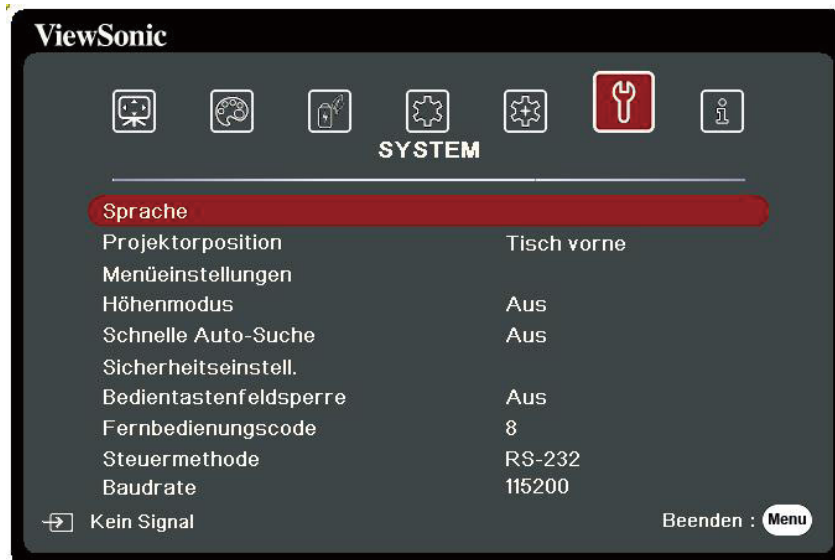 ViewSonic
SYSTEM
Sprache
Projektorposition Tisch vorne
Menüeinstellungen
Höhenmodus Aus
Schnelle Auto-Suche Aus
Sicherheitseinstell.
Bedientastenfeldsperre Aus
Fernbedienungscode 8
Steuermethode RS-232
Baudrate 115200
Kein Signal Beenden : Menu